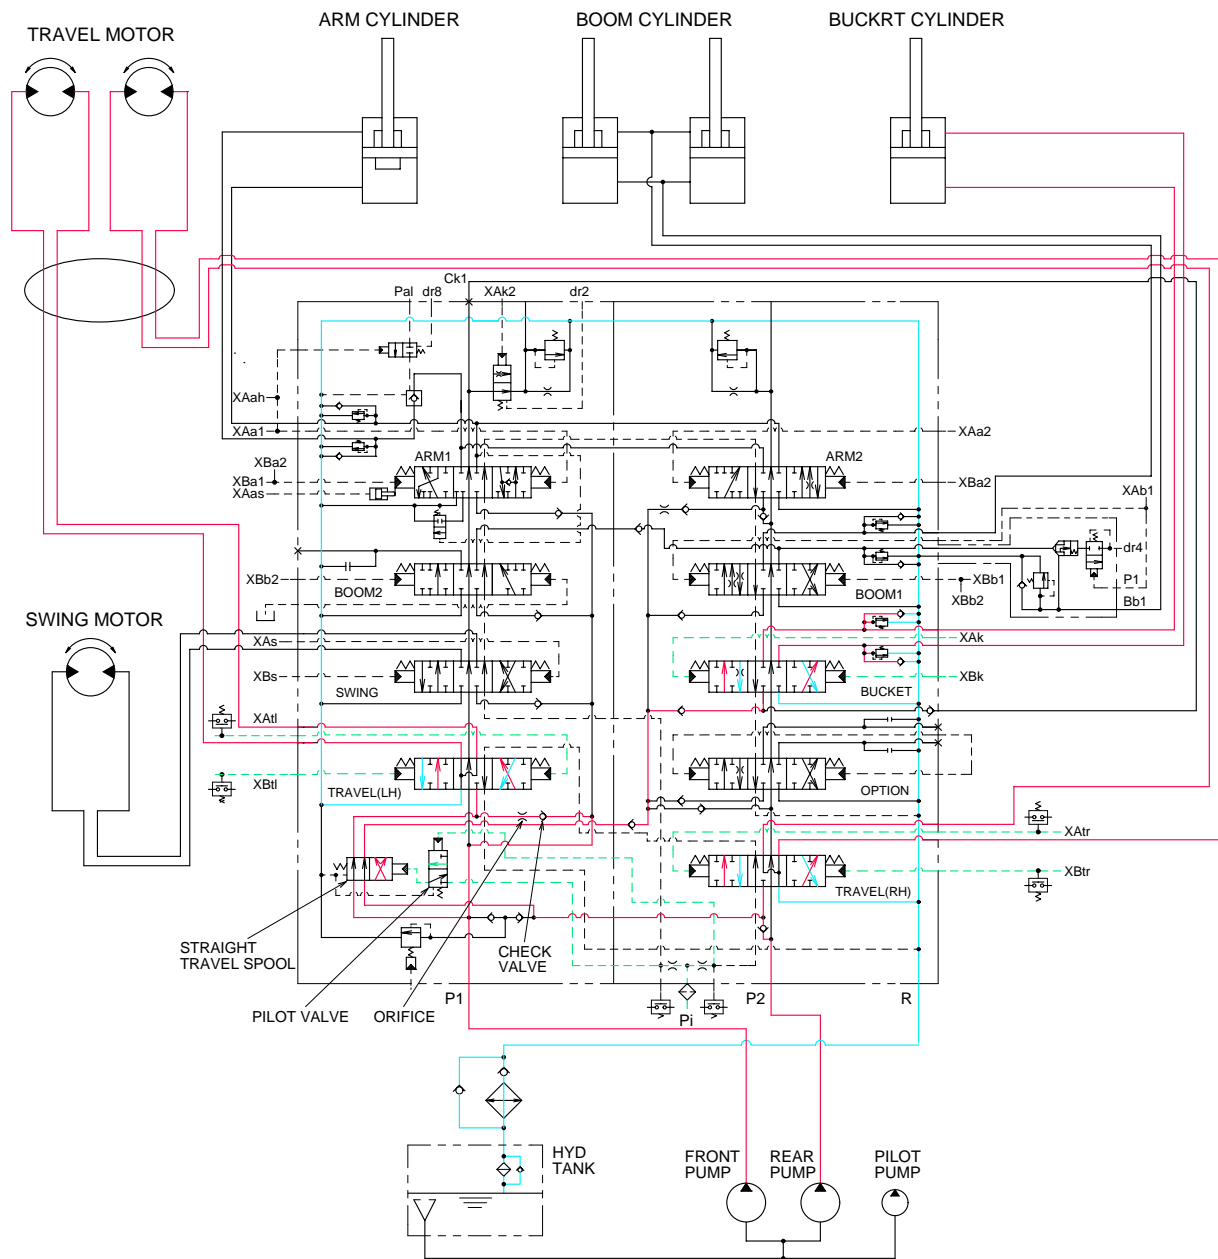 ARM CYLINDER
BOOM CYLINDER
BUCKRT CYLINDER
TRAVEL MOTOR
Ck1
Pal
dr8
XAk2
dr2
XAah
XAa1
XAa2
XBa2
XBa1
XAas
ARM1
ARM2
XBa2
XAb1
dr4
P1
Bb1
XBb2
BOOM2
BOOM1
XBb1
XBb2
SWING MOTOR
XAs
XAk
XBs
XBk
SWING
BUCKET
XAtl
XBtl
TRAVEL(LH)
OPTION
XAtr
XBtr
TRAVEL(RH)
STRAIGHT
TRAVEL SPOOL
CHECK
VALVE
PILOT VALVE
ORIFICE
P1
P2
R
Pi
HYD
TANK
FRONT
PUMP
REAR
PUMP
PILOT
PUMP